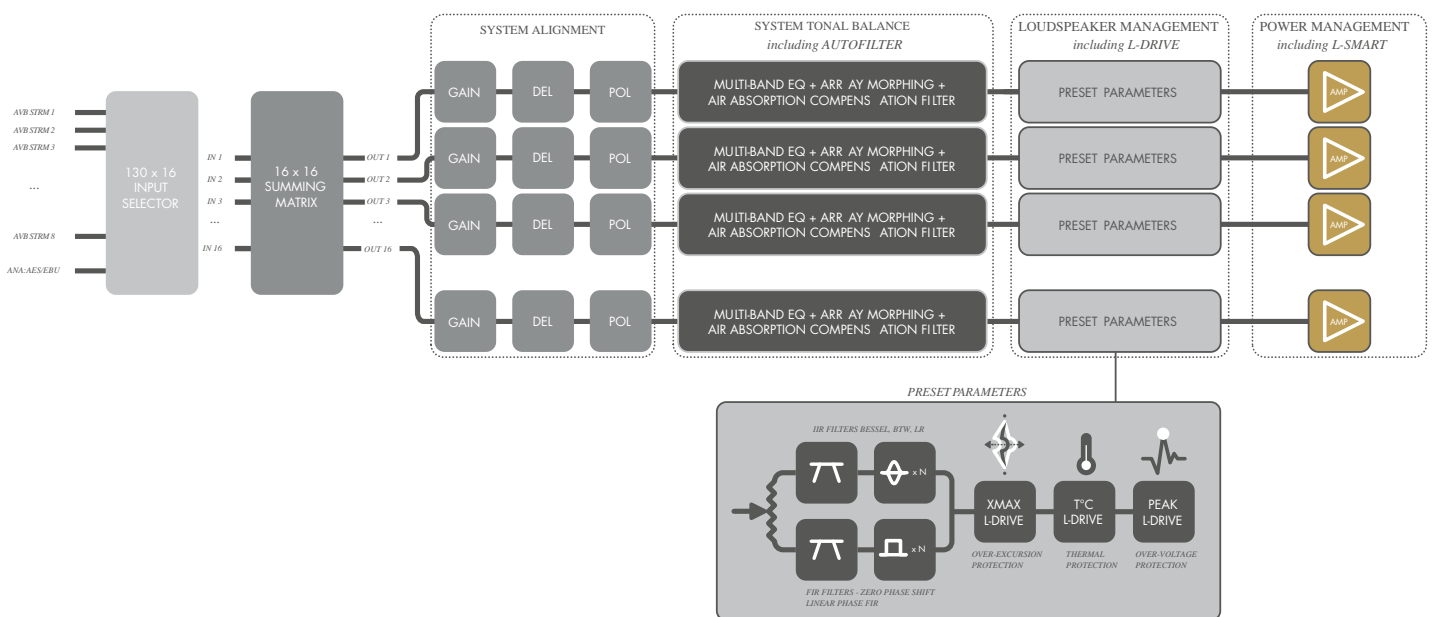 SYSTEM ALIGNMENT
SYSTEM TONAL BALANCE
including AUTOFILTER
LOUDSPEAKER MANAGEMENT
including L-DRIVE
POWER MANAGEMENT
including L-SMART
AVB STRM 1
AVB STRM 2
AVB STRM 3
...
AVB STRM 8
ANA:AES/EBU
130 x 16
INPUT
SELECTOR
IN 1
IN 2
IN 3
...
IN 16
16 x 16
SUMMING
MATRIX
OUT 1
OUT 2
OUT 3
...
OUT 16
GAIN
DEL
POL
MULTI-BAND EQ + ARR AY MORPHING +
AIR ABSORPTION COMPENS ATION FILTER
PRESET PARAMETERS
AMP
GAIN
DEL
POL
MULTI-BAND EQ + ARR AY MORPHING +
AIR ABSORPTION COMPENS ATION FILTER
PRESET PARAMETERS
AMP
GAIN
DEL
POL
MULTI-BAND EQ + ARR AY MORPHING +
AIR ABSORPTION COMPENS ATION FILTER
PRESET PARAMETERS
AMP
GAIN
DEL
POL
MULTI-BAND EQ + ARR AY MORPHING +
AIR ABSORPTION COMPENS ATION FILTER
PRESET PARAMETERS
AMP
PRESET PARAMETERS
IIR FILTERS BESSEL, BTW, LR
x N
x N
FIR FILTERS - ZERO PHASE SHIFT
LINEAR PHASE FIR
XMAX
L-DRIVE
OVER-EXCURSION
PROTECTION
T°C
L-DRIVE
THERMAL
PROTECTION
PEAK
L-DRIVE
OVER-VOLTAGE
PROTECTION